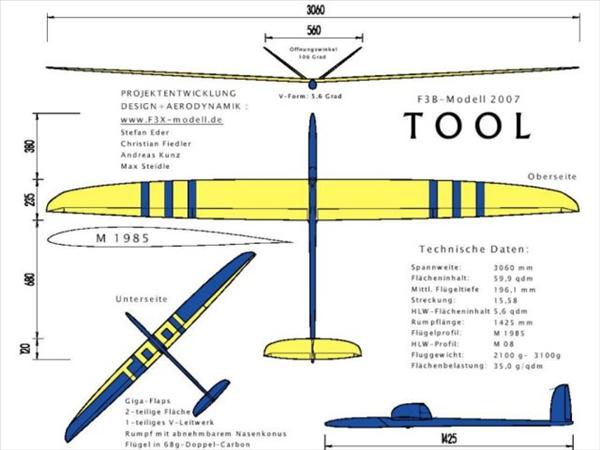 3060
560
Öffnungswinkel
106 Grad
V-Form: 5,6 Grad
PROJEKTENTWICKLUNG
DESIGN+AERODYNAMIK :
www.F3X-modell.de
Stefan Eder
Christian Fiedler
Andreas Kunz
Max Steidle
F3B-Modell 2007
TOOL
380
Oberseite
235
M 1985
680
120
Unterseite
Technische Daten:
Spannweite: 3060 mm
Flächeninhalt: 59,9 qdm
Mittl. Flügeltiefe 196,1 mm
Streckung: 15,58
HLW-Flächeninhalt 5,6 qdm
Rumpflänge: 1425 mm
Flügelprofil: M 1985
HLW-Profil: M 08
Fluggewicht: 2100 g- 3100g
Flächenbelastung: 35,0 g/qdm
Giga-Flaps
2-teilige Fläche
1-teiliges V-Leitwerk
Rumpf mit abnehmbarem Nasenkonus
Flügel in 68g-Doppel-Carbon
1425